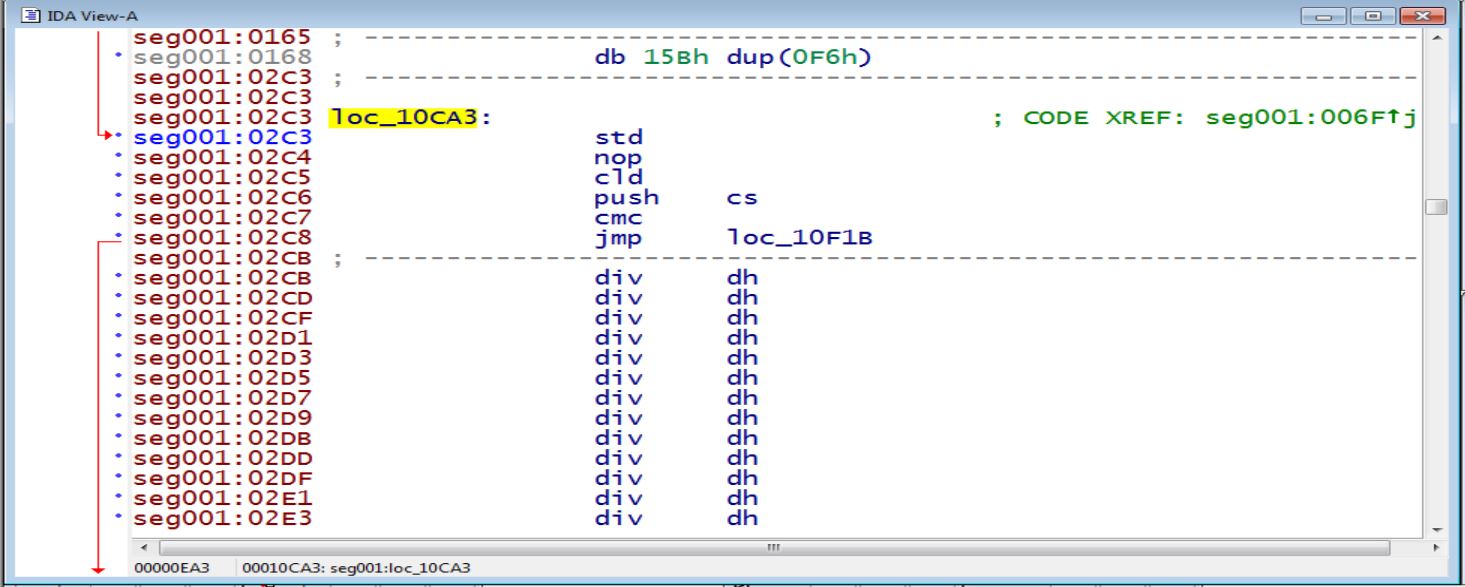 IDA View-A
seg001:0165 ; ----------------------------------------------------------------
seg001:0168 db 15Bh dup(0F6h)
seg001:02C3 ; ----------------------------------------------------------------
seg001:02C3
seg001:02C3 loc_10CA3: ; CODE XREF: seg001:006F↑j
seg001:02C3 std
seg001:02C4 nop
seg001:02C5 cld
seg001:02C6 push cs
seg001:02C7 cmc
seg001:02C8 jmp loc_10F1B
seg001:02CB ; ----------------------------------------------------------------
seg001:02CB div dh
seg001:02CD div dh
seg001:02CF div dh
seg001:02D1 div dh
seg001:02D3 div dh
seg001:02D5 div dh
seg001:02D7 div dh
seg001:02D9 div dh
seg001:02DB div dh
seg001:02DD div dh
seg001:02DF div dh
seg001:02E1 div dh
seg001:02E3 div dh
00000EA3 00010CA3: seg001:loc_10CA3